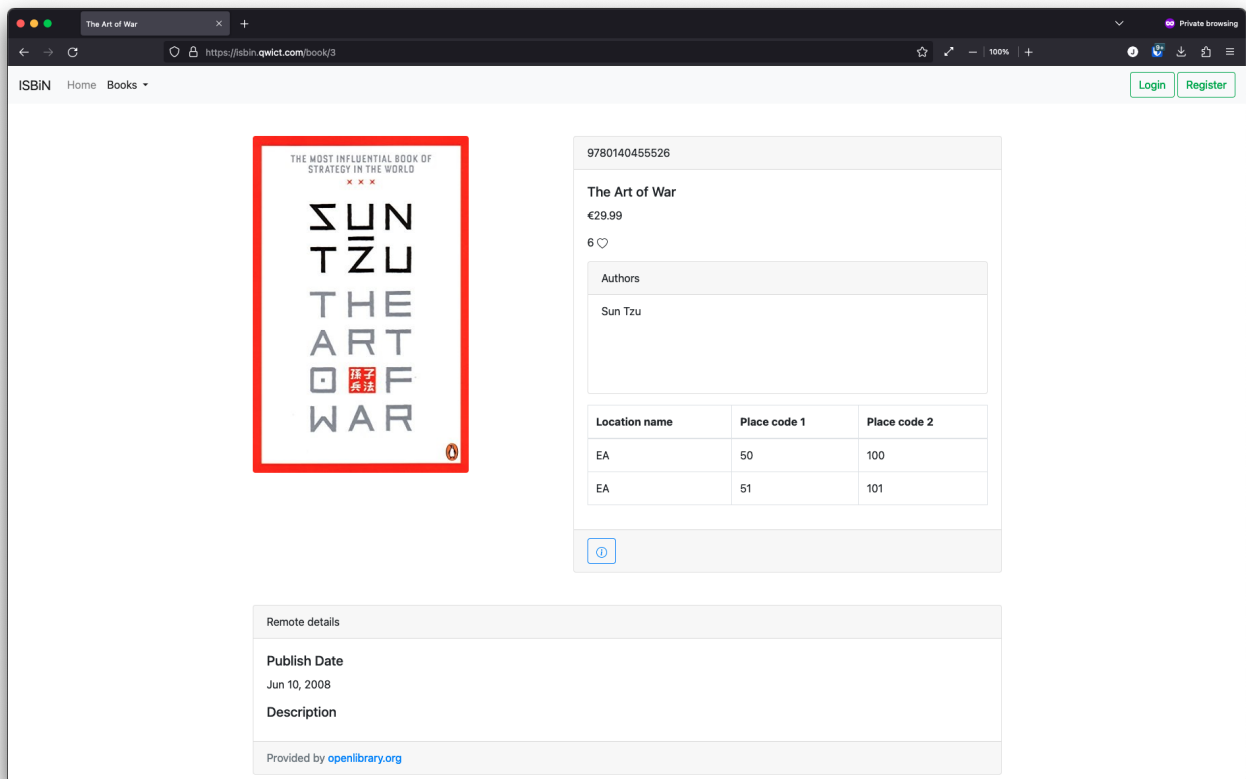 The Art of War
Private browsing
https://isbin.qwict.com/book/3
100%
9+
ISBiN Home Books Login Register
THE MOST INFLUENTIAL BOOK OF
STRATEGY IN THE WORLD
SUN
TZU
THE
ART
OF
孫子
兵法
WAR
9780140455526
The Art of War
€29.99
6
Authors
Sun Tzu
Location name Place code 1 Place code 2
EA 50 100
EA 51 101
Remote details
Publish Date
Jun 10, 2008
Description
Provided by openlibrary.org